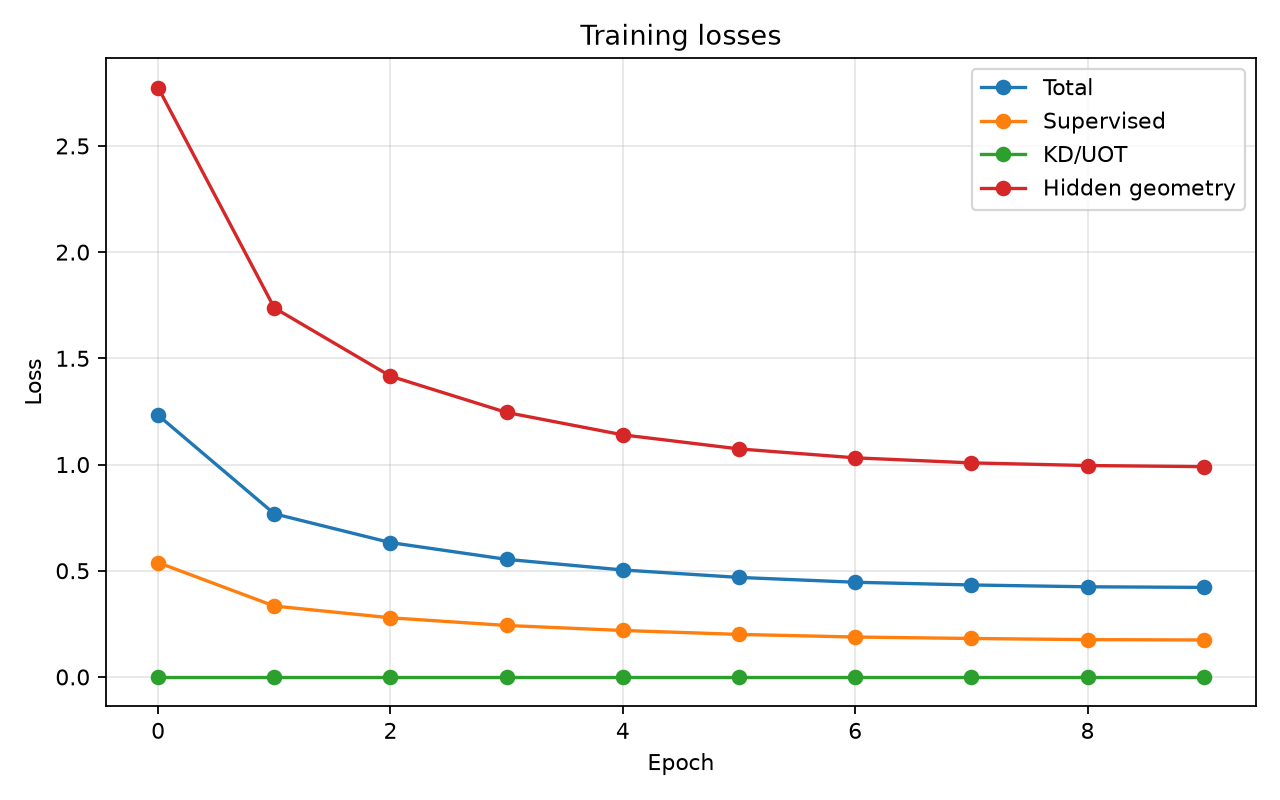 Training losses
Total
Supervised
KD/UOT
Hidden geometry
Loss
2.5
2.0
1.5
1.0
0.5
0.0
0 2 4 6 8
Epoch